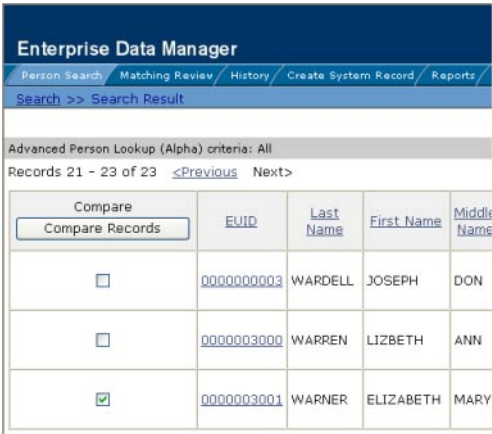 Enterprise Data Manager
Person Search Matching Review History Create System Record Reports
Search >> Search Result
Advanced Person Lookup (Alpha) criteria: All
Records 21 - 23 of 23 <Previous Next>
Compare
Compare Records
EUID
Last Name
First Name
Middle Name
0000000003 WARDELL JOSEPH DON
0000003000 WARREN LIZBETH ANN
0000003001 WARNER ELIZABETH MARY